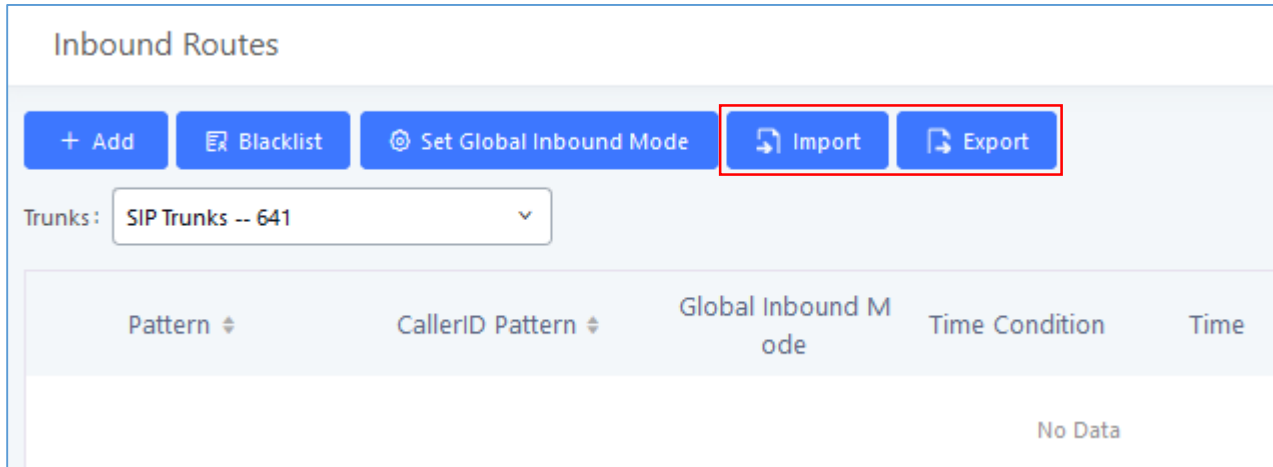 Inbound Routes
+ Add Blacklist Set Global Inbound Mode Import Export
Trunks: SIP Trunks -- 641
Pattern CallerID Pattern Global Inbound M
ode Time Condition Time
No Data